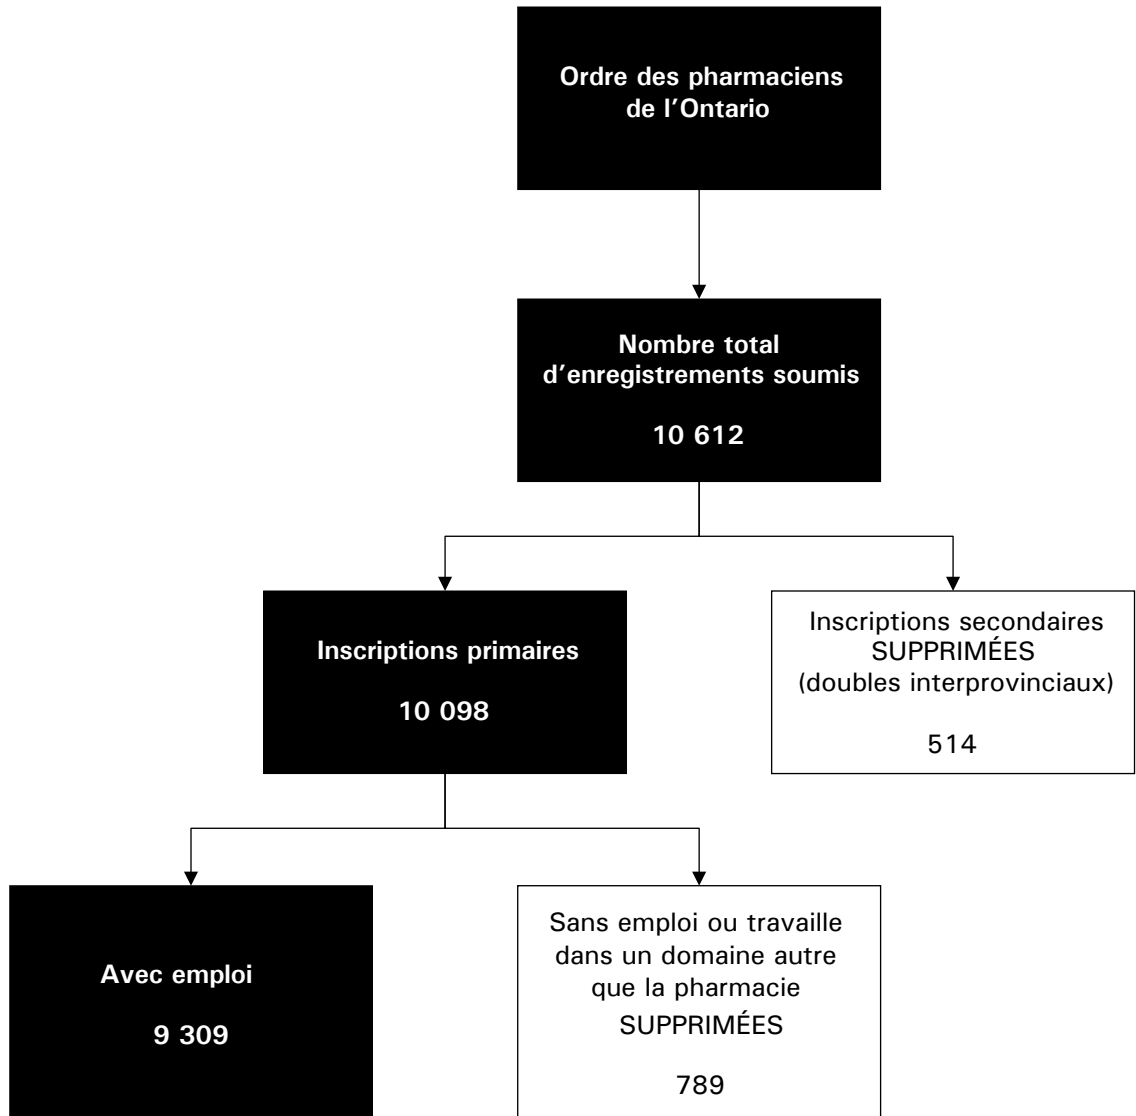 Ordre des pharmaciens
de l'Ontario
Nombre total
d'enregistrements soumis
10 612
Inscriptions primaires
10 098
Inscriptions secondaires
SUPPRIMÉES
(doubles interprovinciaux)
514
Avec emploi
9 309
Sans emploi ou travaille
dans un domaine autre
que la pharmacie
SUPPRIMÉES
789